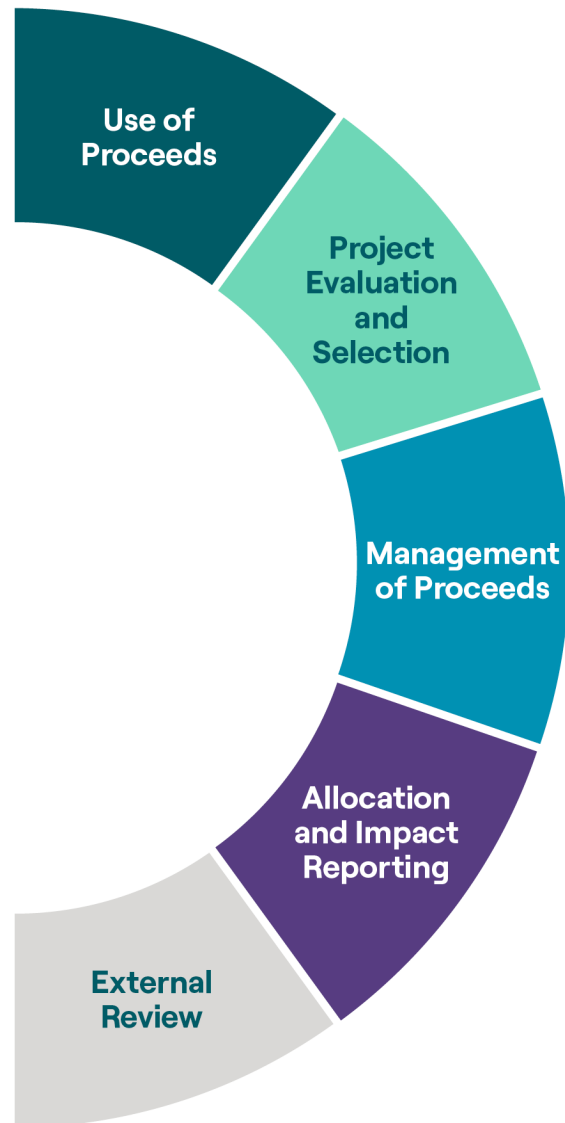 Use of
Proceeds
Project
Evaluation
and
Selection
Management
of Proceeds
Allocation
and Impact
Reporting
External
Review